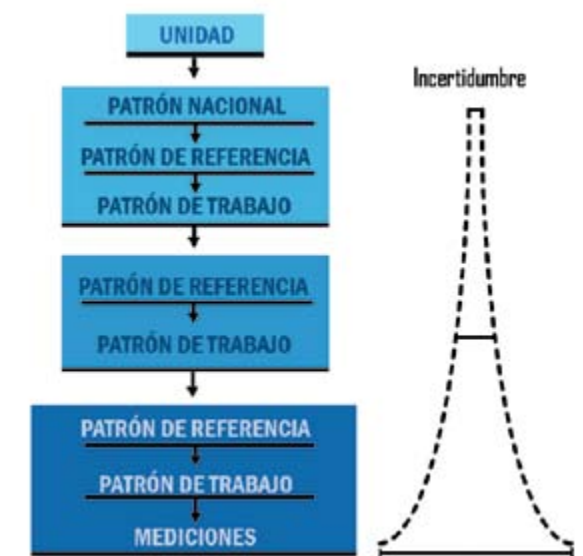 UNIDAD
Incertidumbre
PATRÓN NACIONAL
PATRÓN DE REFERENCIA
PATRÓN DE TRABAJO
PATRÓN DE REFERENCIA
PATRÓN DE TRABAJO
PATRÓN DE REFERENCIA
PATRÓN DE TRABAJO
MEDICIONES